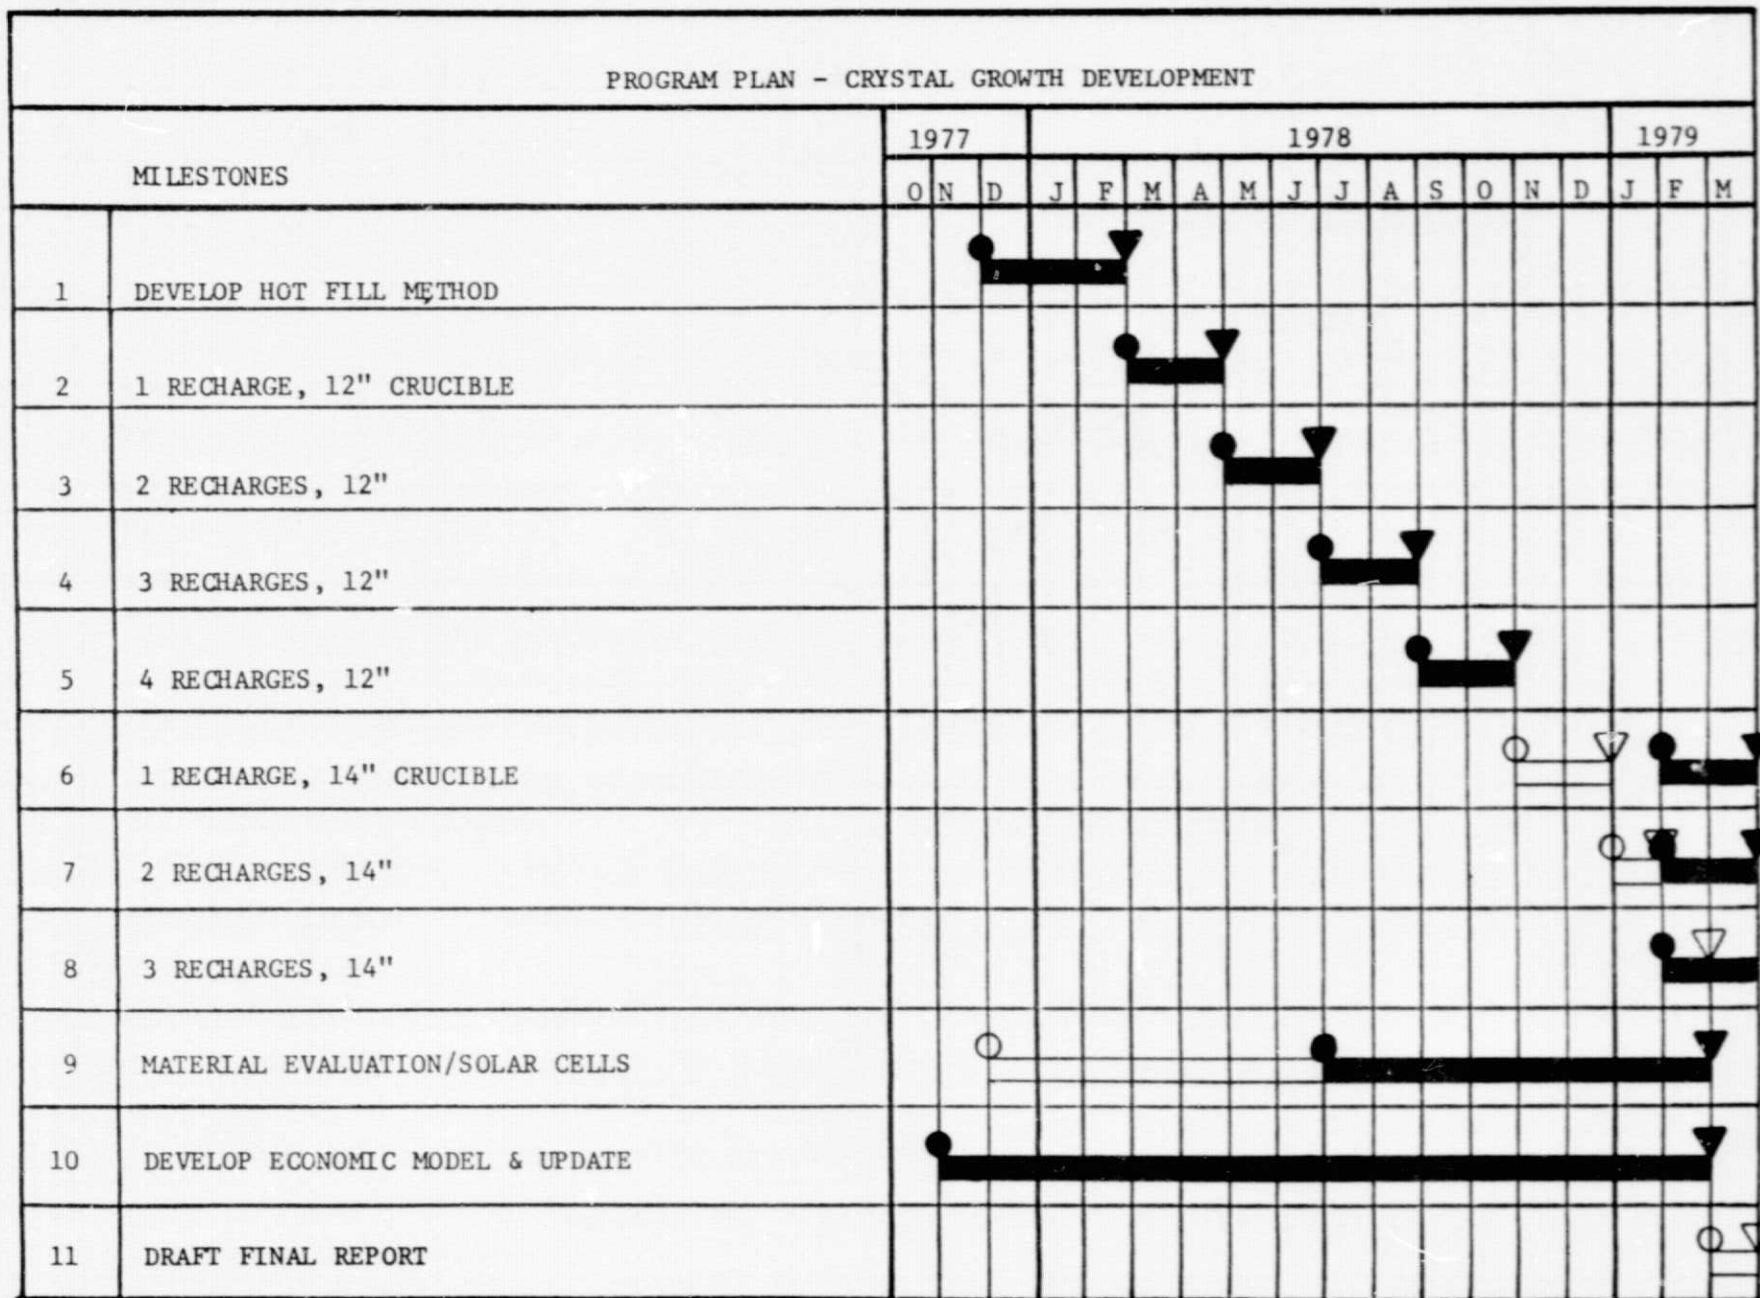 PROGRAM PLAN - CRYSTAL GROWTH DEVELOPMENT
1977 1978 1979
MILESTONES
O N D J F M A M J J A S O N D J F M
1 DEVELOP HOT FILL METHOD
2 1 RECHARGE, 12" CRUCIBLE
3 2 RECHARGES, 12"
4 3 RECHARGES, 12"
5 4 RECHARGES, 12"
6 1 RECHARGE, 14" CRUCIBLE
7 2 RECHARGES, 14"
8 3 RECHARGES, 14"
9 MATERIAL EVALUATION/SOLAR CELLS
10 DEVELOP ECONOMIC MODEL & UPDATE
11 DRAFT FINAL REPORT